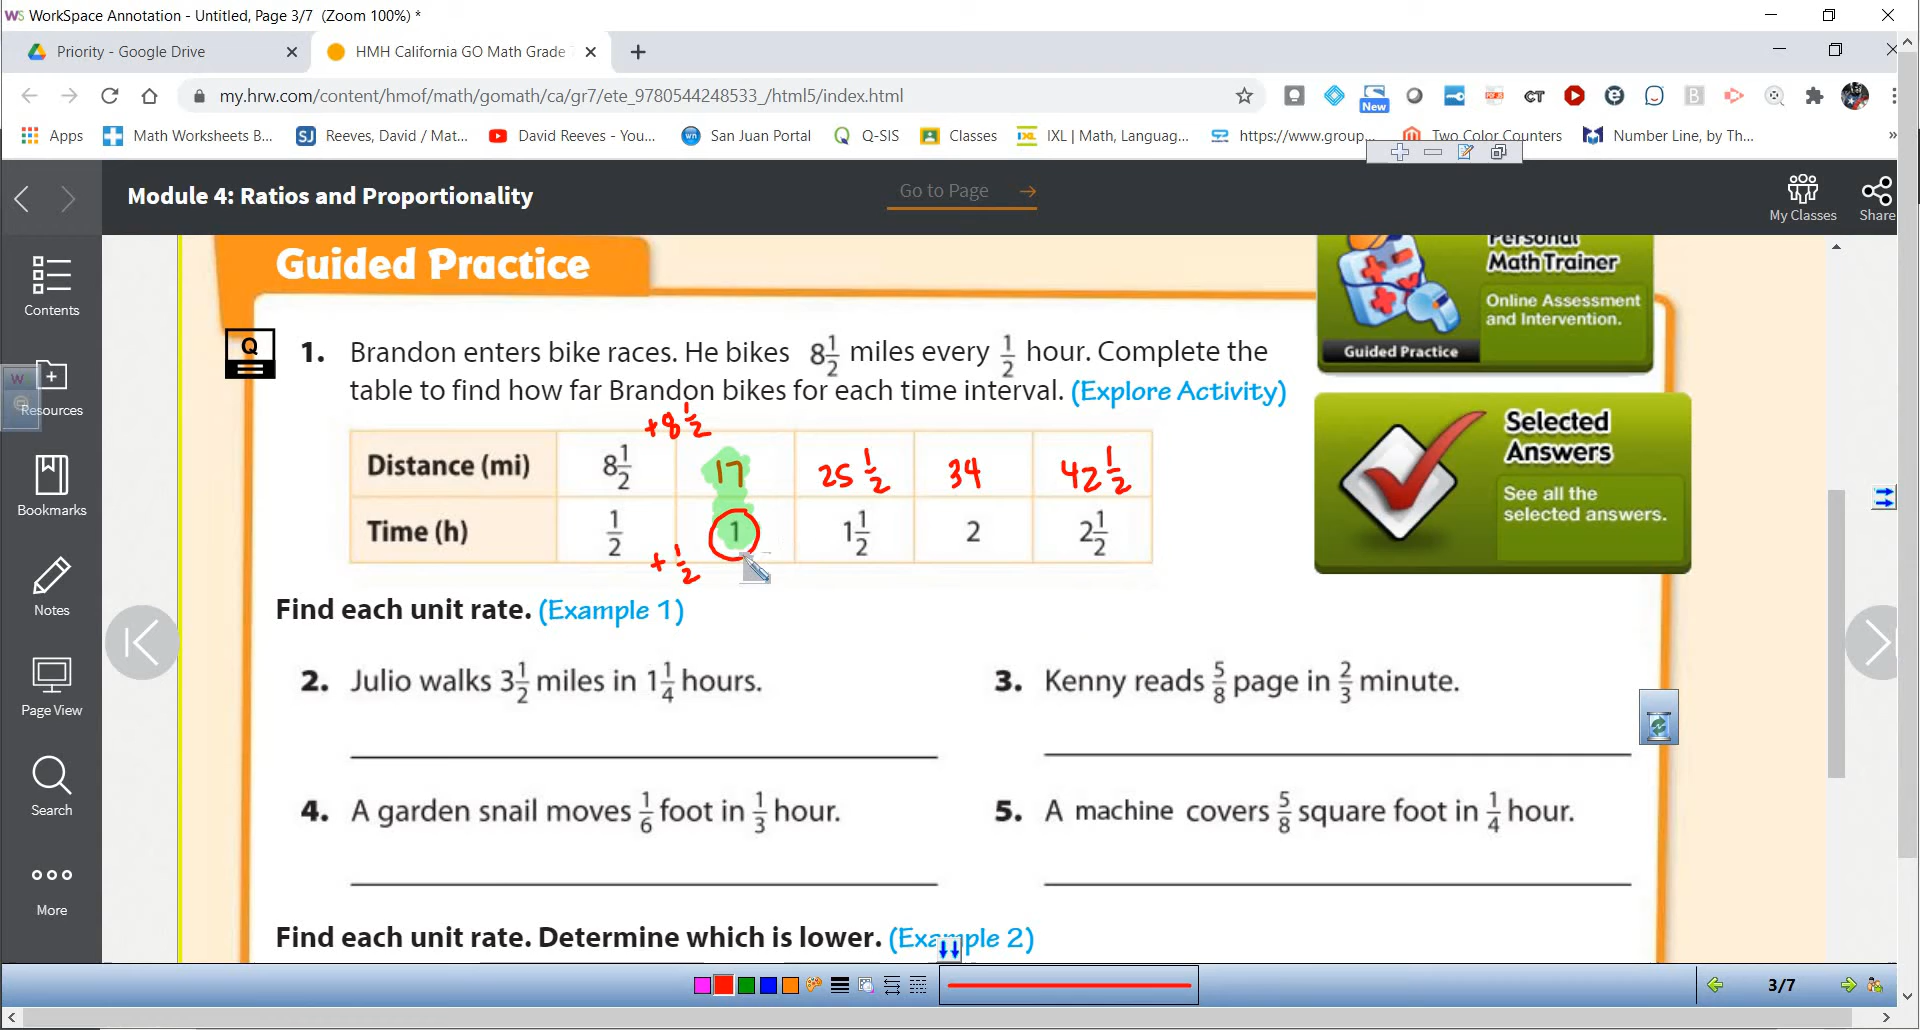 WS WorkSpace Annotation - Untitled, Page 3/7 (Zoom 100%) *
Priority - Google Drive
HMH California GO Math Grade
my.hrw.com/content/hmof/math/gomath/ca/gr7/ete_9780544248533_/html5/index.html
New
CT
Apps
Math Worksheets B...
SJ Reeves, David / Mat...
David Reeves - You...
wn San Juan Portal
Q-SIS
Classes
IXL IXL | Math, Languag...
https://www.group...
Two Color Counters
Number Line, by Th...
»
Module 4: Ratios and Proportionality
Go to Page
My Classes
Share
Contents
Resources
Bookmarks
Notes
Page View
Search
More
Guided Practice
Personal
Math Trainer
Online Assessment
and Intervention.
Guided Practice
Q
1. Brandon enters bike races. He bikes 8 1/2 miles every 1/2 hour. Complete the
table to find how far Brandon bikes for each time interval. (Explore Activity)
+8 1/2
Distance (mi) 8 1/2 17 25 1/2 34 42 1/2
Time (h) 1/2 1 1 1/2 2 2 1/2
+ 1/2
Selected
Answers
See all the
selected answers.
Find each unit rate. (Example 1)
2. Julio walks 3 1/2 miles in 1 1/4 hours.
3. Kenny reads 5/8 page in 2/3 minute.
4. A garden snail moves 1/6 foot in 1/3 hour.
5. A machine covers 5/8 square foot in 1/4 hour.
Find each unit rate. Determine which is lower. (Example 2)
3/7